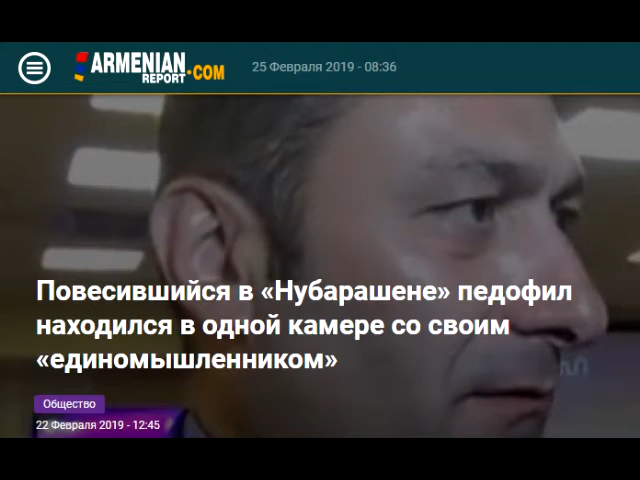 ARMENIAN
REPORT.COM
25 Февраля 2019 - 08:36
Повесившийся в «Нубарашене» педофил
находился в одной камере со своим
«единомышленником»
Общество
22 Февраля 2019 - 12:45